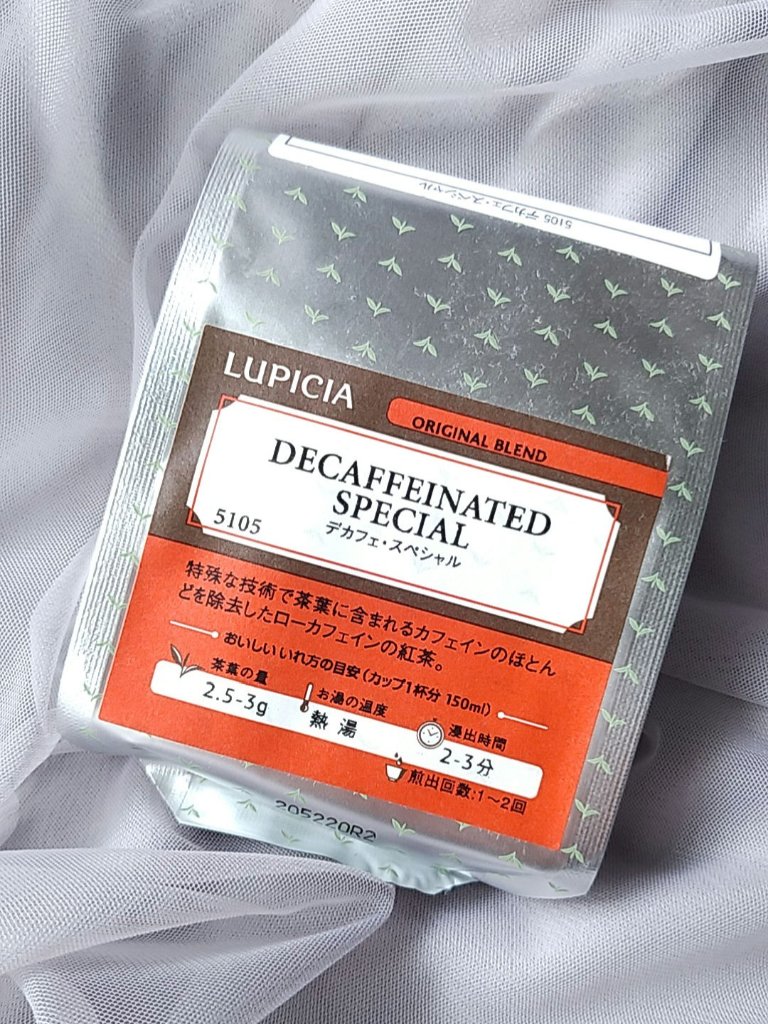 5105 デカフェ・スペシャル
LUPICIA
ORIGINAL BLEND
DECAFFEINATED
SPECIAL
5105
デカフェ・スペシャル
特殊な技術で茶葉に含まれるカフェインのほとん
どを除去したローカフェインの紅茶。
おいしいいれ方の目安(カップ1杯分 150ml)
茶葉の量
2.5-3g
お湯の温度
熱湯
浸出時間
2-3分
煎出回数:1〜2回
205220R2